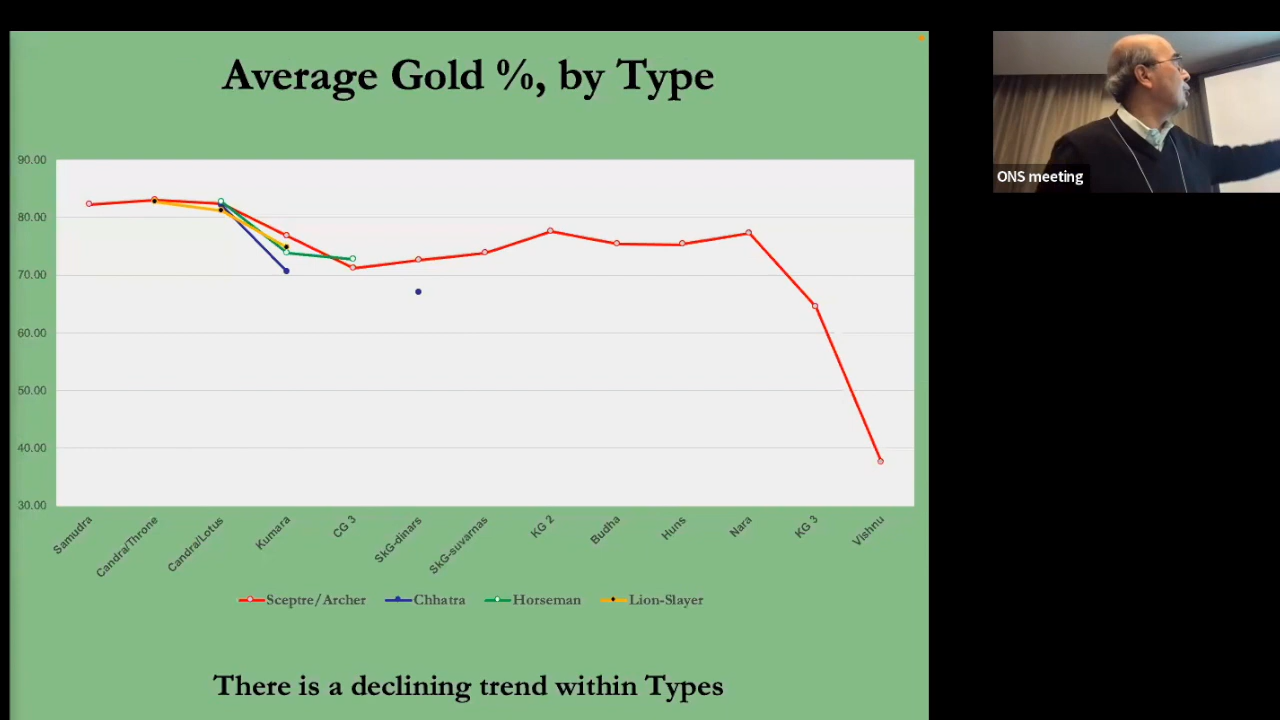 Average Gold %, by Type
ONS meeting
90.00
80.00
70.00
60.00
50.00
40.00
30.00
Samudra
Candra/Throne
Candra/Lotus
Kumara
CG 3
SkG-dinars
SkG-suvarnas
KG 2
Budha
Huns
Nara
KG 3
Vishnu
Sceptre/Archer Chhatra Horseman Lion-Slayer
There is a declining trend within Types